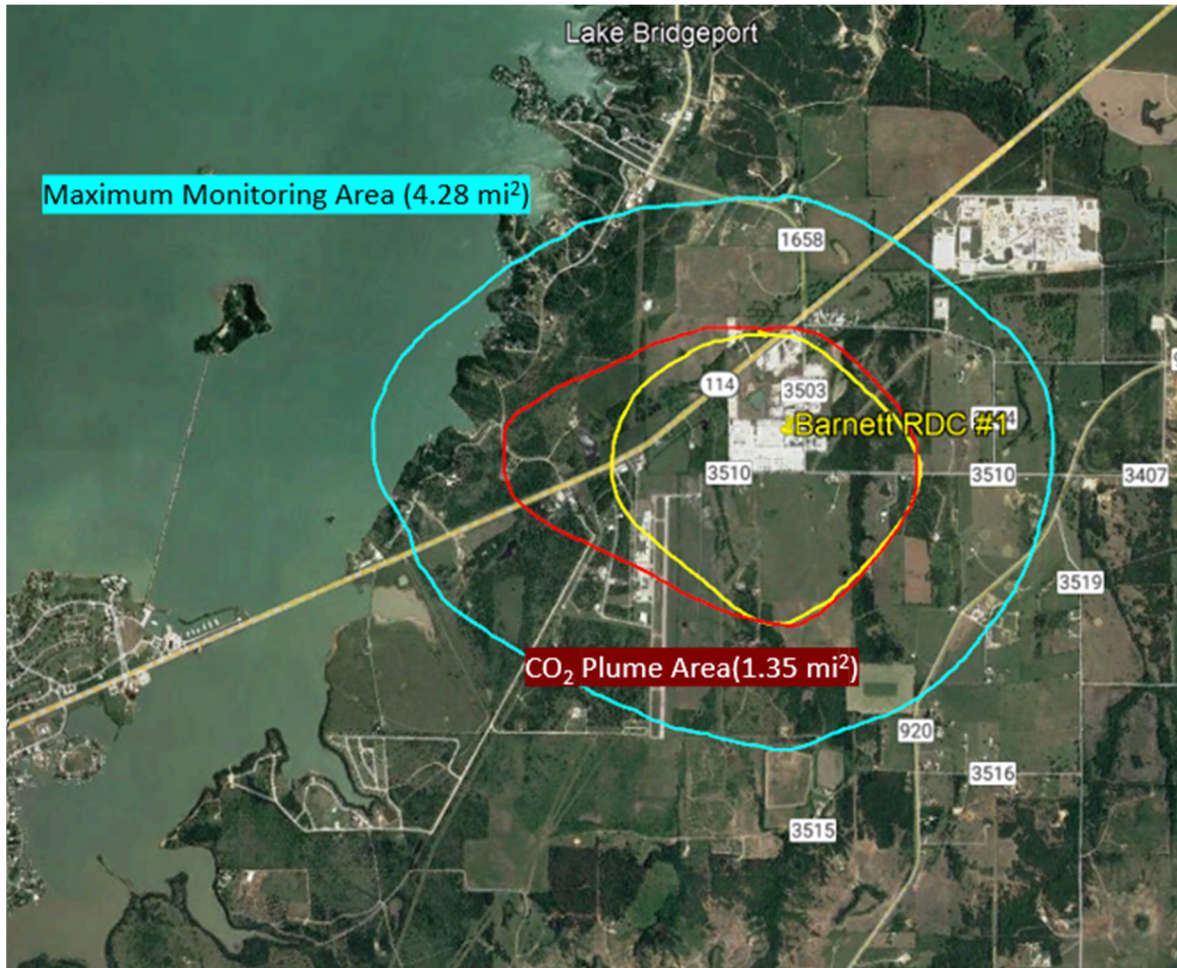 Lake Bridgeport
Maximum Monitoring Area (4.28 mi²)
1658
114
3503
Barnett RDC #1
3510
3510
3407
3519
CO₂ Plume Area(1.35 mi²)
920
3516
3515